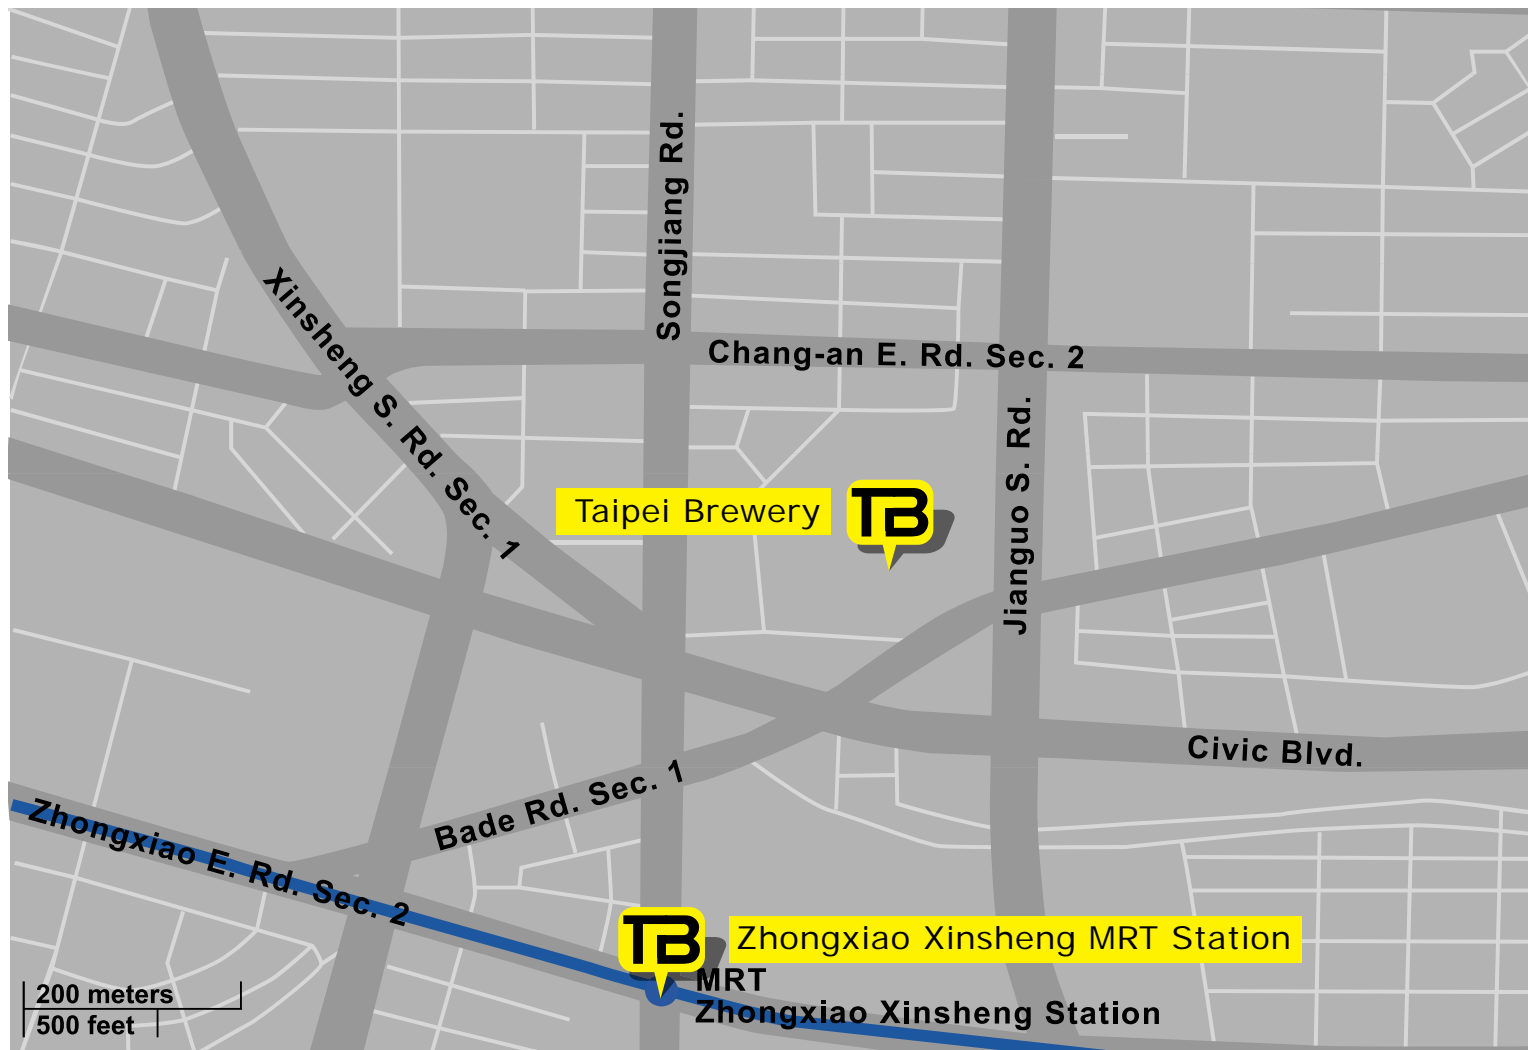 Songjiang Rd.
Xinsheng S. Rd. Sec. 1
Chang-an E. Rd. Sec. 2
Jianguo S. Rd.
Taipei Brewery
TB
Civic Blvd.
Bade Rd. Sec. 1
Zhongxiao E. Rd. Sec. 2
TB
Zhongxiao Xinsheng MRT Station
MRT
Zhongxiao Xinsheng Station
200 meters
500 feet